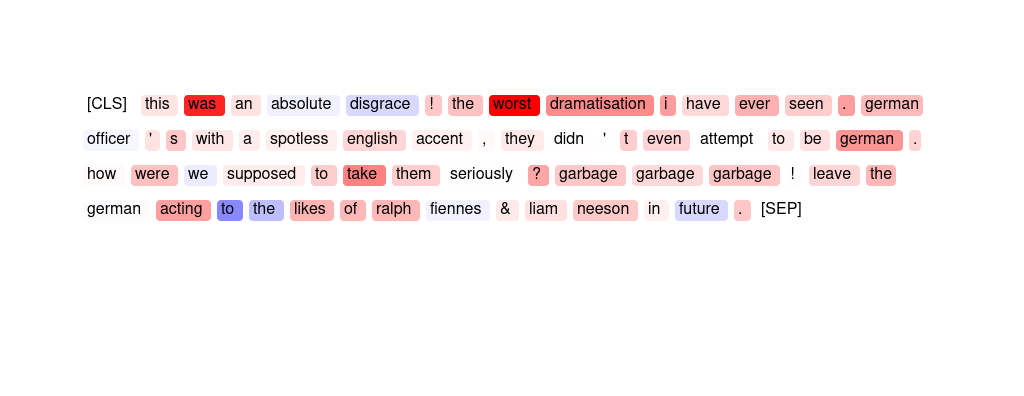 [CLS] this was an absolute disgrace ! the worst dramatisation i have ever seen . german
officer ' s with a spotless english accent , they didn ' t even attempt to be german .
how were we supposed to take them seriously ? garbage garbage garbage ! leave the
german acting to the likes of ralph fiennes & liam neeson in future . [SEP]